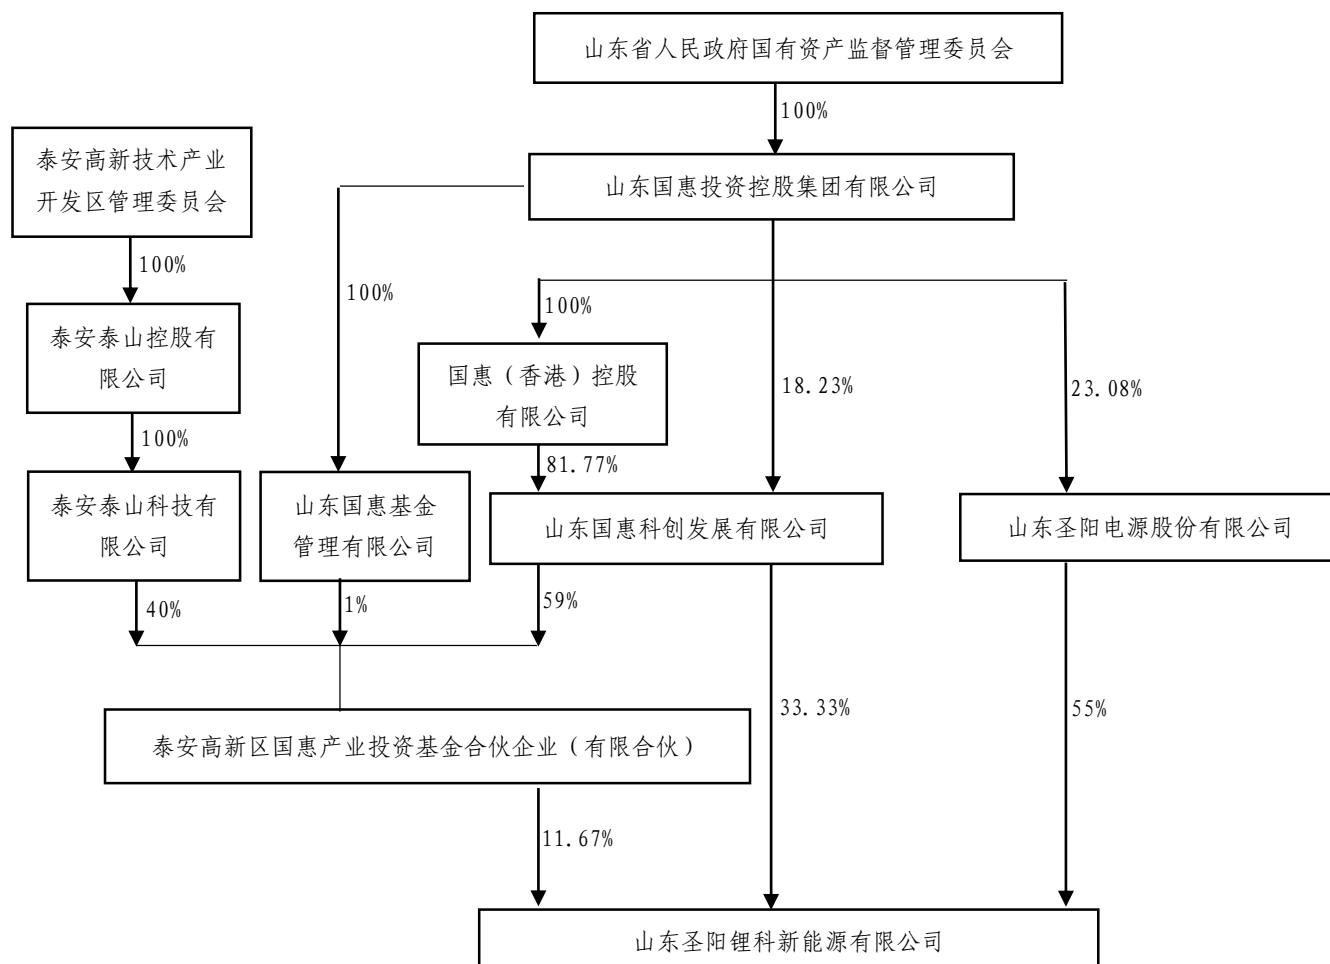 山东省人民政府国有资产监督管理委员会
100%
泰安高新技术产业
开发区管理委员会
山东国惠投资控股集团有限公司
100%
100%
100%
泰安泰山控股有
限公司
国惠（香港）控股
有限公司
18.23%
23.08%
100%
81.77%
泰安泰山科技有
限公司
山东国惠基金
管理有限公司
山东国惠科创发展有限公司
山东圣阳电源股份有限公司
40%
1%
59%
33.33%
55%
泰安高新区国惠产业投资基金合伙企业（有限合伙）
11.67%
山东圣阳锂科新能源有限公司